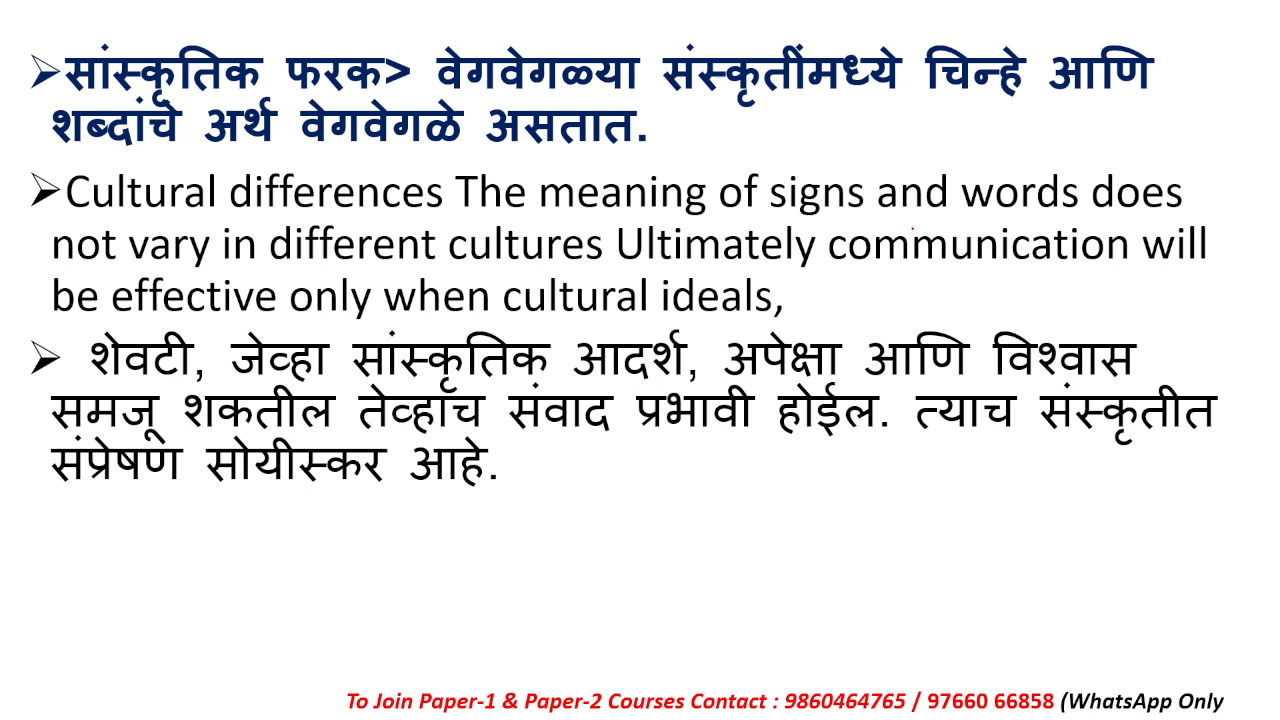 ➢सांस्कृतिक फरक> वेगवेगळ्या संस्कृतींमध्ये चिन्हे आणि
शब्दांचे अर्थ वेगवेगळे असतात.
➢Cultural differences The meaning of signs and words does
not vary in different cultures Ultimately communication will
be effective only when cultural ideals,
➢ शेवटी, जेव्हा सांस्कृतिक आदर्श, अपेक्षा आणि विश्वास
समजू शकतील तेव्हाच संवाद प्रभावी होईल. त्याच संस्कृतीत
संप्रेषण सोयीस्कर आहे.
To Join Paper-1 & Paper-2 Courses Contact : 9860464765 / 97660 66858 (WhatsApp Only